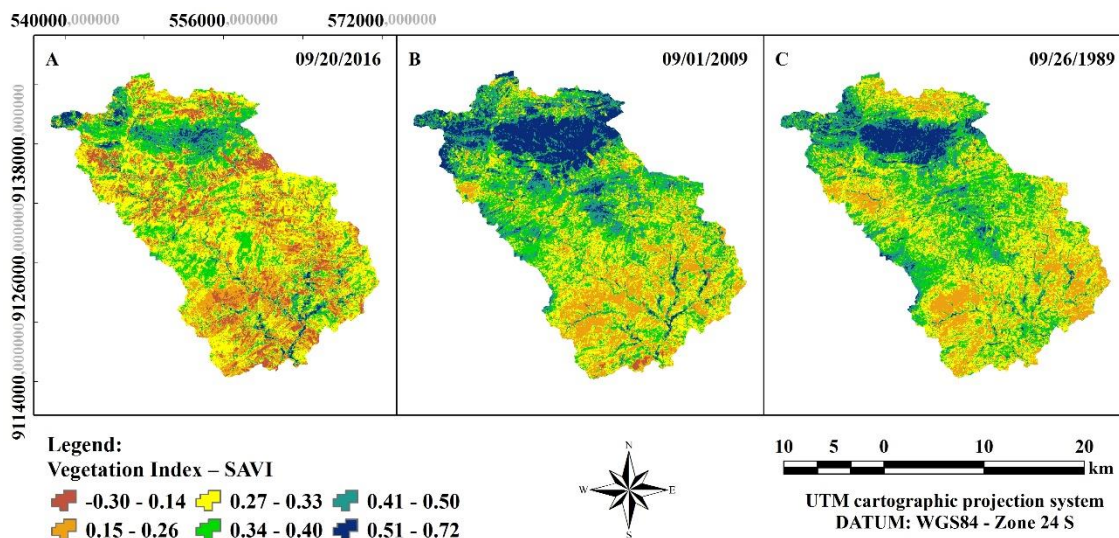 540000,000000 556000,000000 572000,000000
A 09/20/2016 B 09/01/2009 C 09/26/1989
9138000,000000
9126000,000000
9114000,000000
Legend:
Vegetation Index – SAVI
-0.30 - 0.14 0.27 - 0.33 0.41 - 0.50
0.15 - 0.26 0.34 - 0.40 0.51 - 0.72
N
W E
S
10 5 0 10 20
km
UTM cartographic projection system
DATUM: WGS84 - Zone 24 S